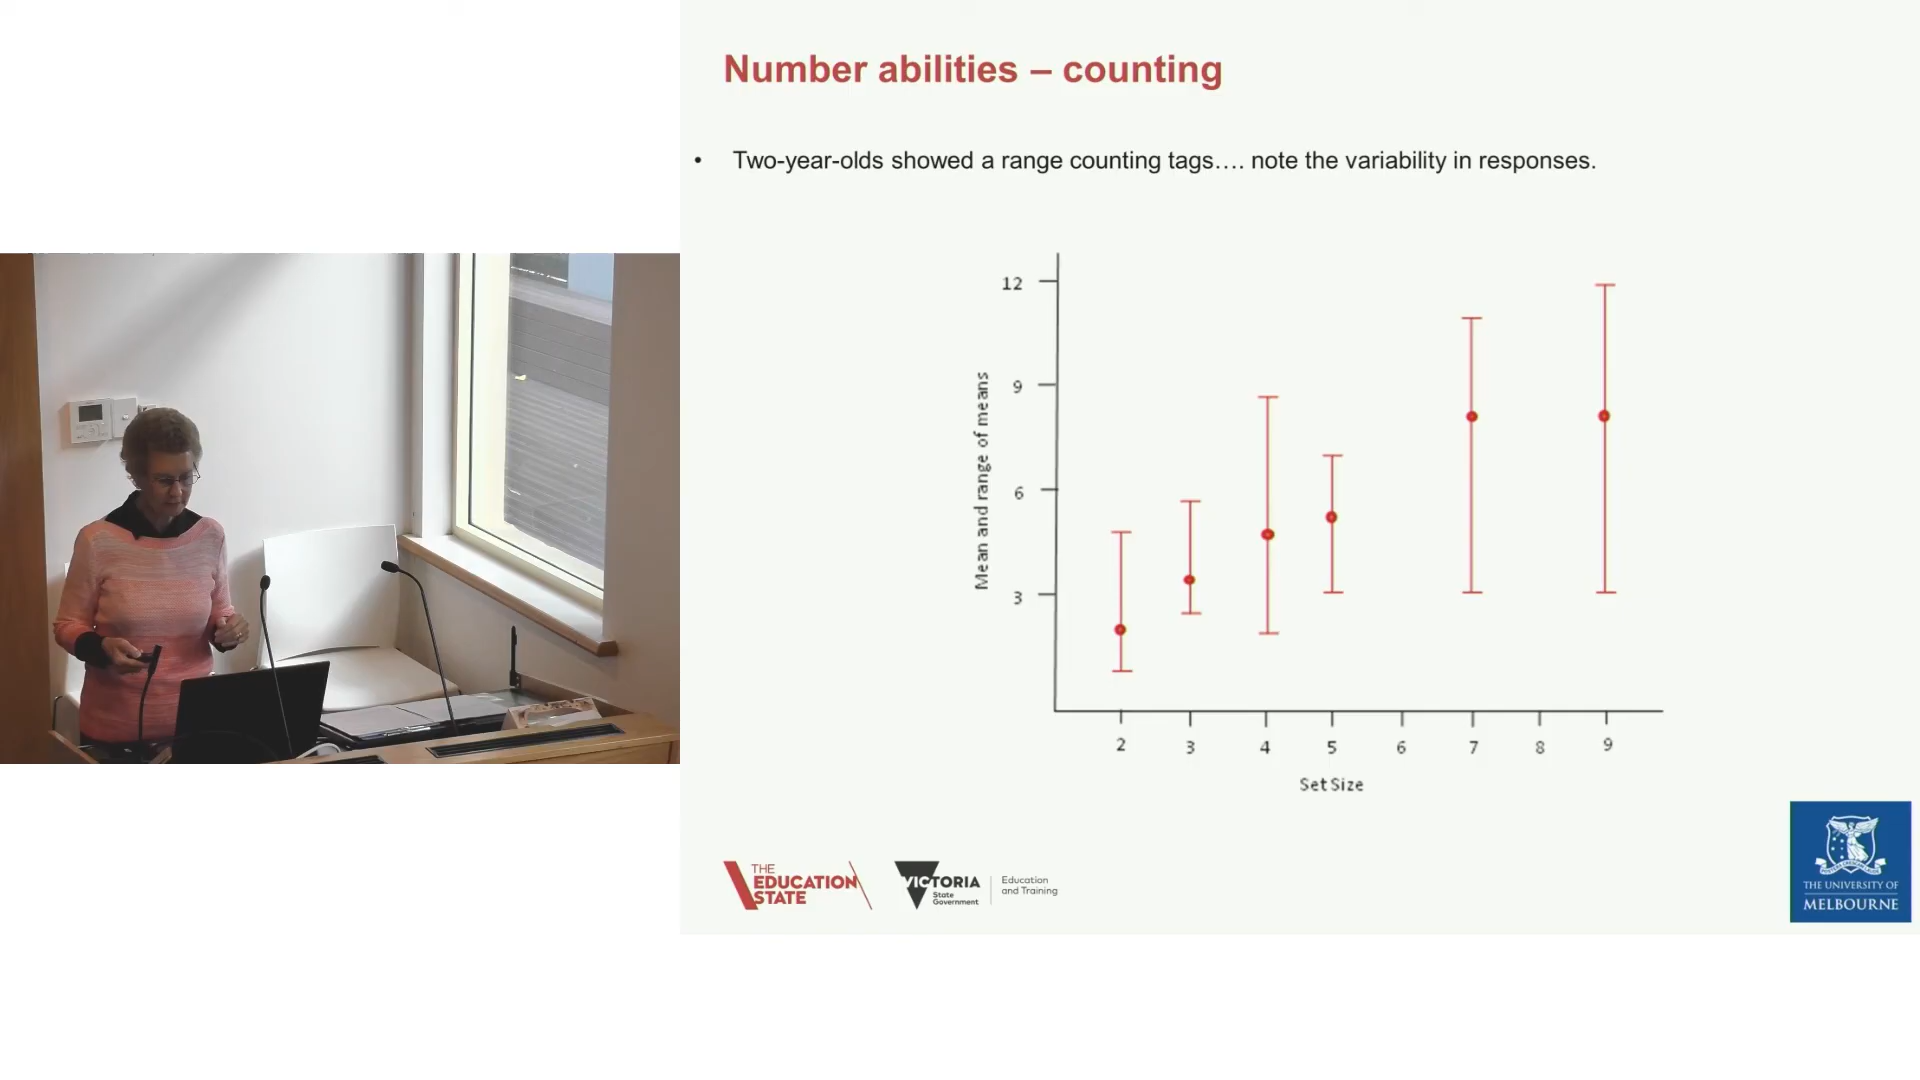 Number abilities – counting
• Two-year-olds showed a range counting tags…. note the variability in responses.
Mean and range of means
12
9
6
3
2 3 4 5 6 7 8 9
Set Size
THE
EDUCATION
STATE
VICTORIA
State
Government
Education
and Training
THE UNIVERSITY OF
MELBOURNE